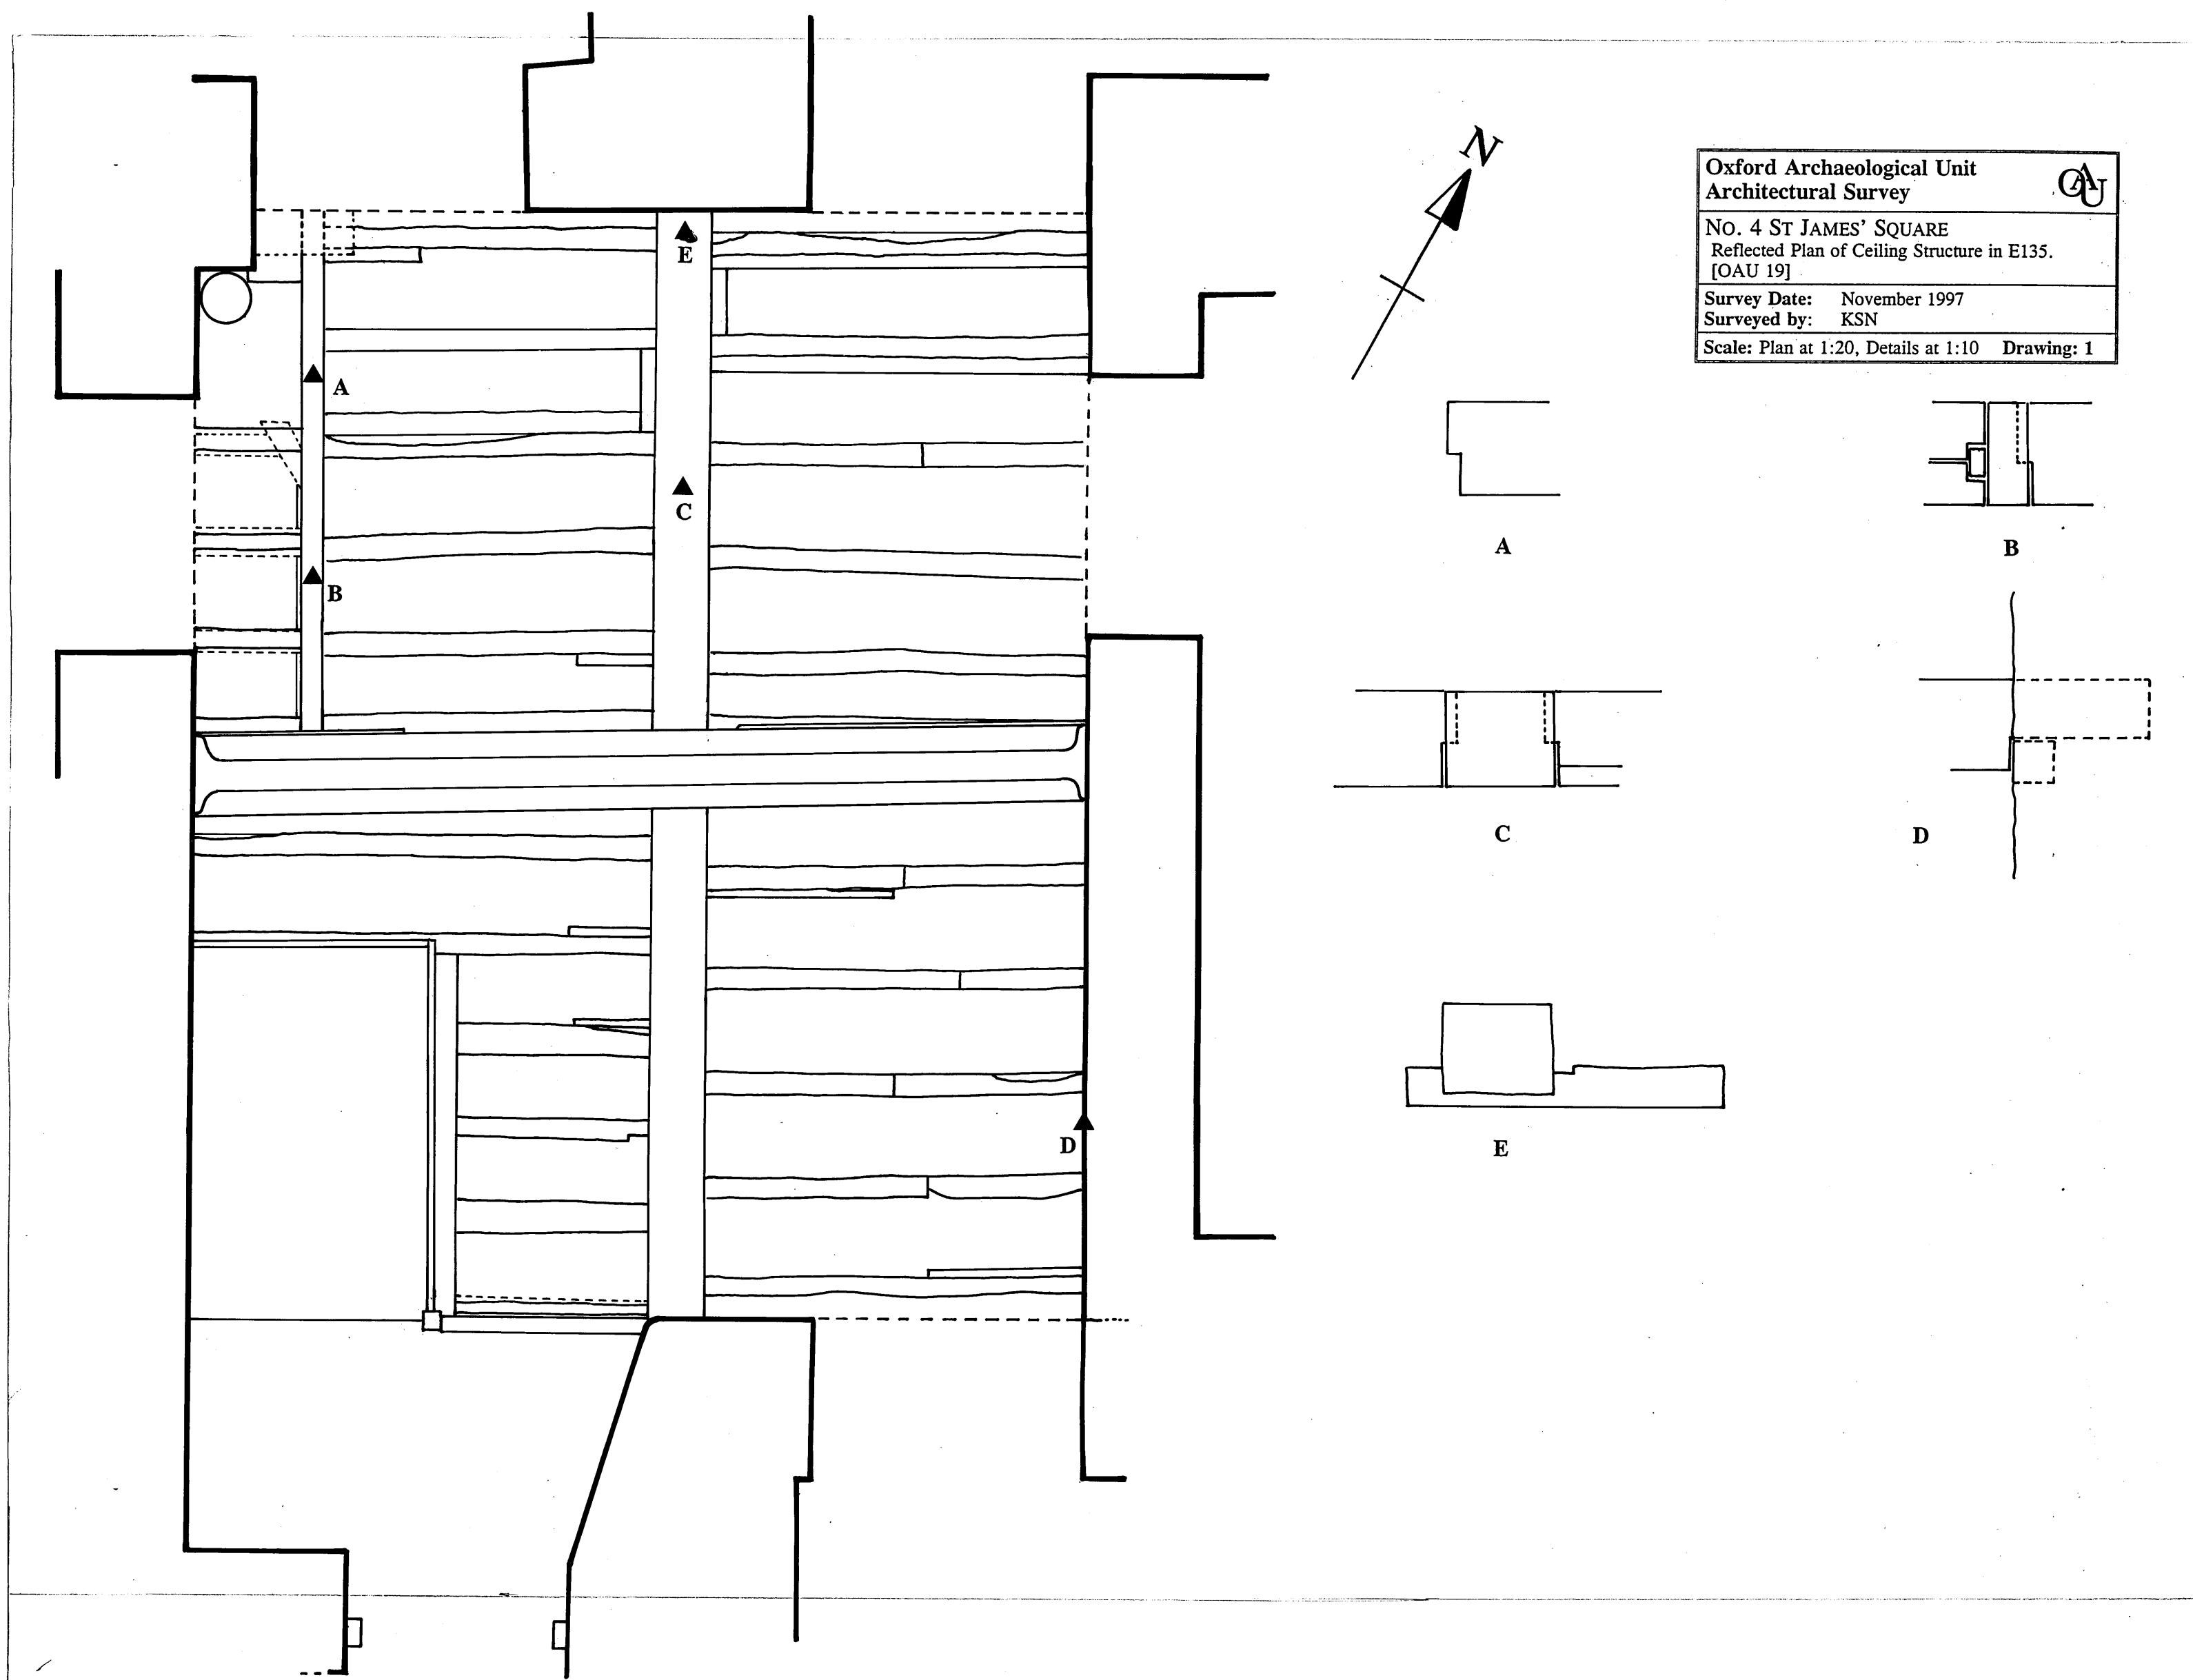 N
Oxford Archaeological Unit
Architectural Survey
OAU
No. 4 St James' Square
Reflected Plan of Ceiling Structure in E135.
[OAU 19]
Survey Date: November 1997
Surveyed by: KSN
Scale: Plan at 1:20, Details at 1:10 Drawing: 1
E
A
C
B
D
A
B
C
D
E